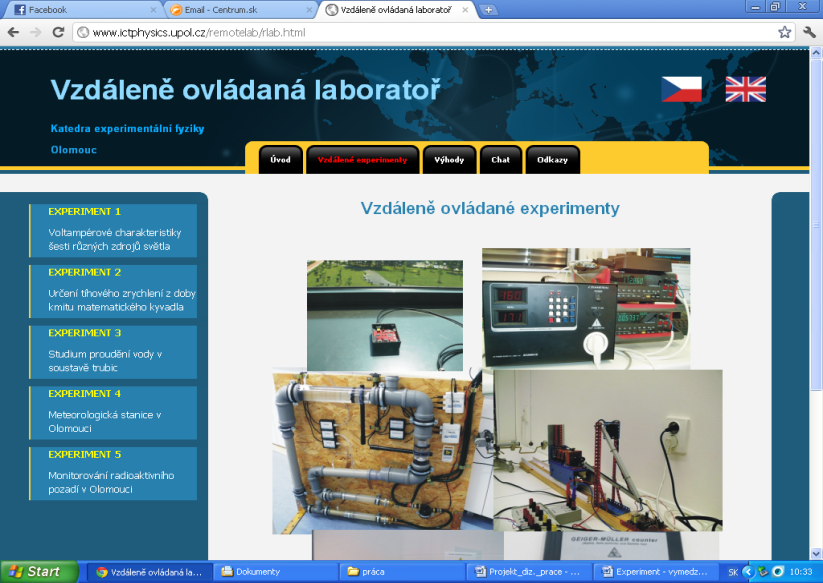 Facebook
Email - Centrum.sk
Vzdáleně ovládaná laboratoř
www.ictphysics.upol.cz/remotelab/rlab.html
Vzdáleně ovládaná laboratoř
Katedra experimentální fyziky
Olomouc
Úvod
Vzdálené experimenty
Výhody
Chat
Odkazy
EXPERIMENT 1
Voltampérové charakteristiky
šesti různých zdrojů světla
EXPERIMENT 2
Určení tíhového zrychlení z doby
kmitu matematického kyvadla
EXPERIMENT 3
Studium proudění vody v
soustavě trubic
EXPERIMENT 4
Meteorologická stanice v
Olomouci
EXPERIMENT 5
Monitorování radioaktivního
pozadí v Olomouci
Vzdáleně ovládané experimenty
GEIGER-MÜLLER counter
Start
Vzdáleně ovládaná la...
Dokumenty
práca
Projekt_diz._prace - ...
Experiment - vymedz...
SK
10:33